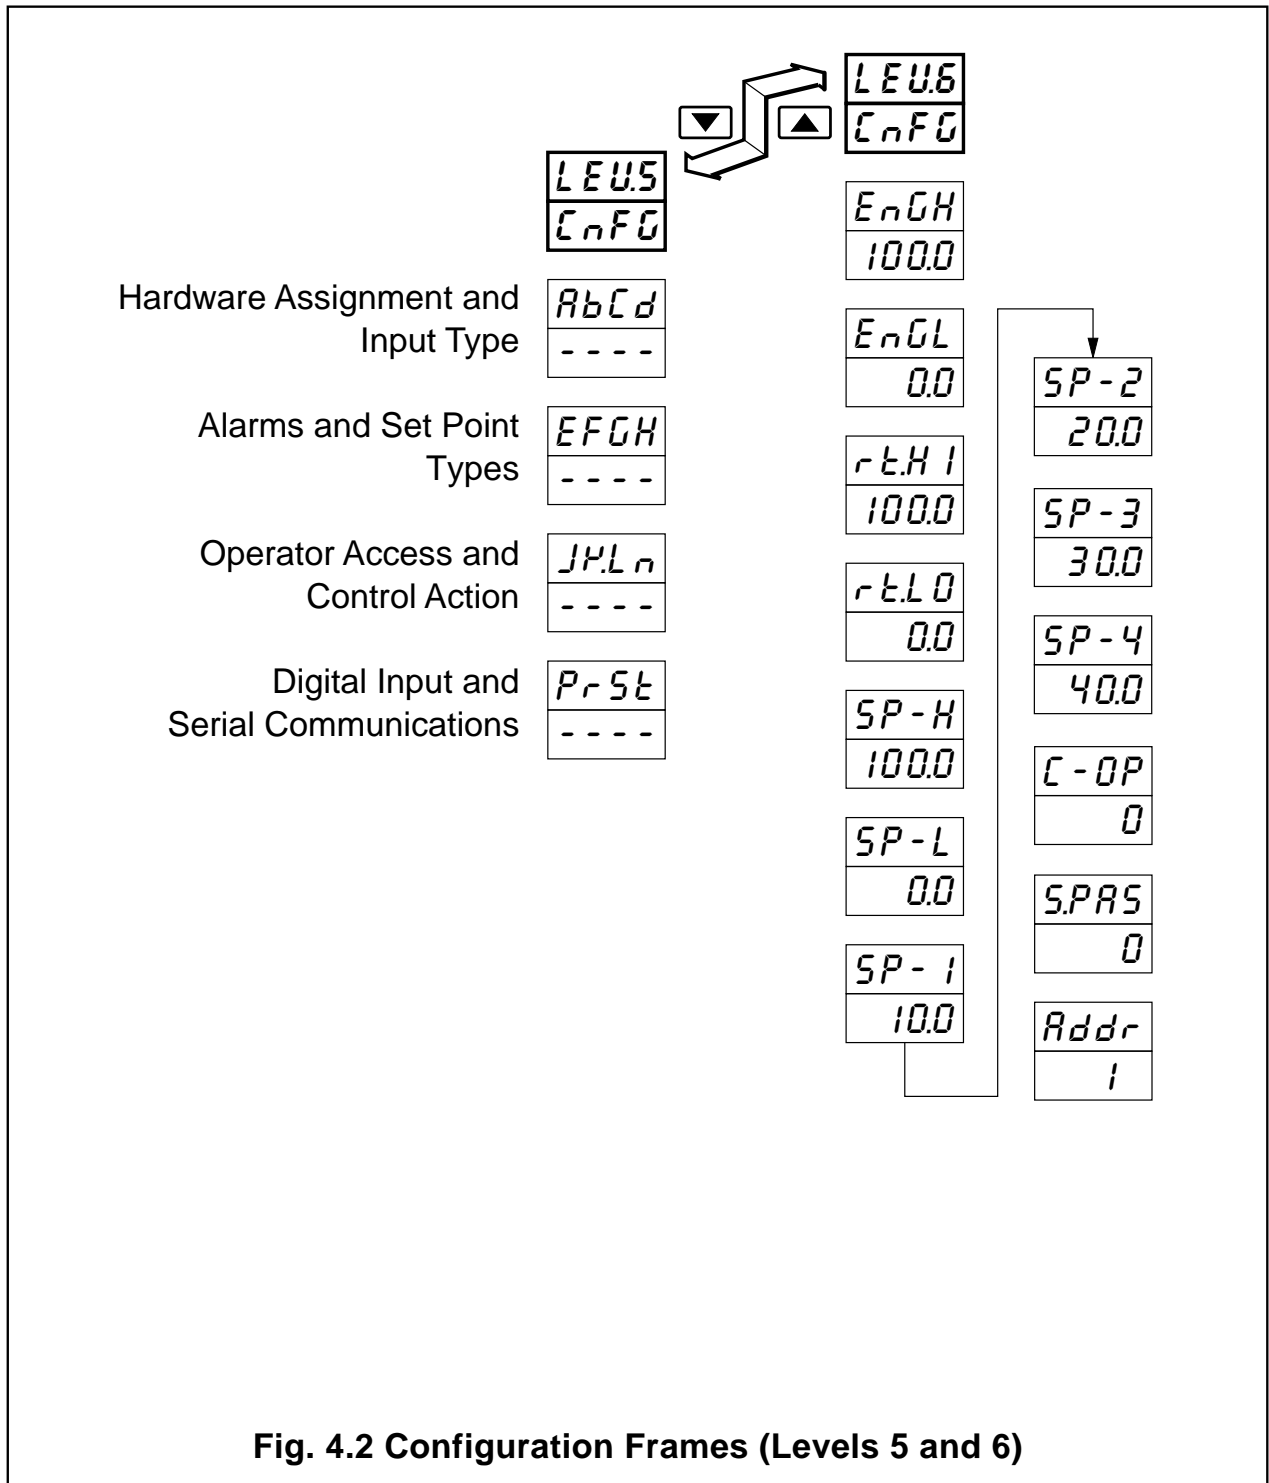 LEV.6
CnFG
LEV.5
CnFG
Hardware Assignment and
Input Type
AbCd
- - - -
Alarms and Set Point
Types
EFGH
- - - -
Operator Access and
Control Action
JK.Ln
- - - -
Digital Input and
Serial Communications
PrSt
- - - -
EnGH
100.0
EnGL
0.0
rt.HI
100.0
rt.LO
0.0
SP-H
100.0
SP-L
0.0
SP-1
10.0
SP-2
20.0
SP-3
30.0
SP-4
40.0
C-OP
0
S.PAS
0
Addr
1
Fig. 4.2 Configuration Frames (Levels 5 and 6)